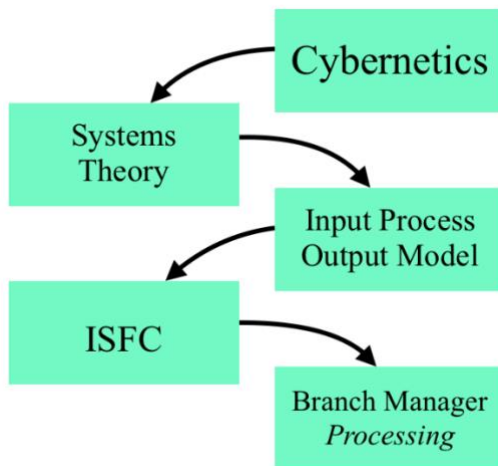 Cybernetics
Systems
Theory
Input Process
Output Model
ISFC
Branch Manager
Processing